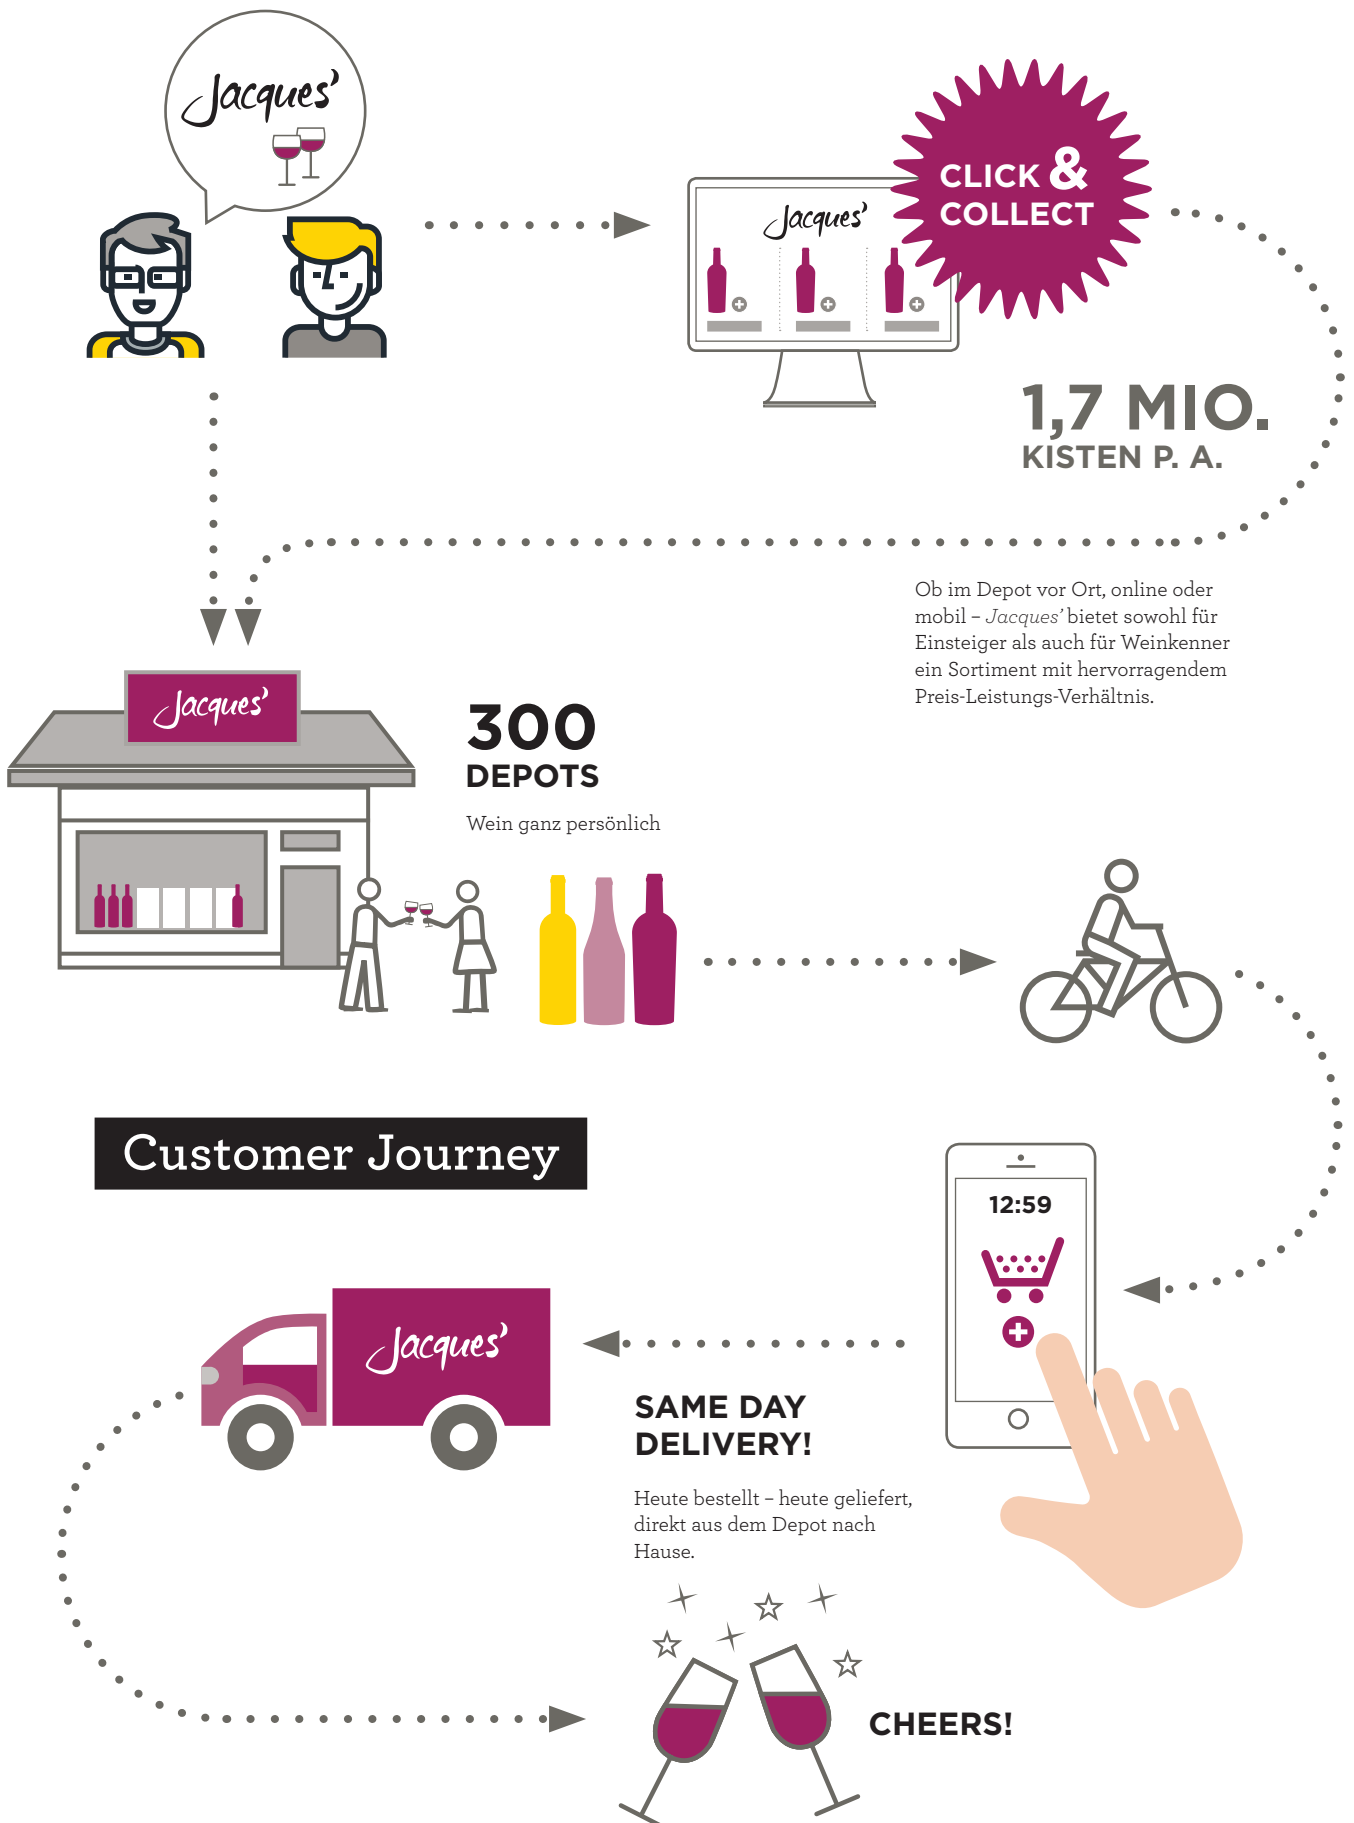 Jacques’
CLICK &
COLLECT
Jacques’
1,7 MIO.
KISTEN P. A.
Ob im Depot vor Ort, online oder
mobil – Jacques’ bietet sowohl für
Einsteiger als auch für Weinkenner
ein Sortiment mit hervorragendem
Preis-Leistungs-Verhältnis.
Jacques’
300
DEPOTS
Wein ganz persönlich
Customer Journey
12:59
Jacques’
SAME DAY
DELIVERY!
Heute bestellt – heute geliefert,
direkt aus dem Depot nach
Hause.
CHEERS!